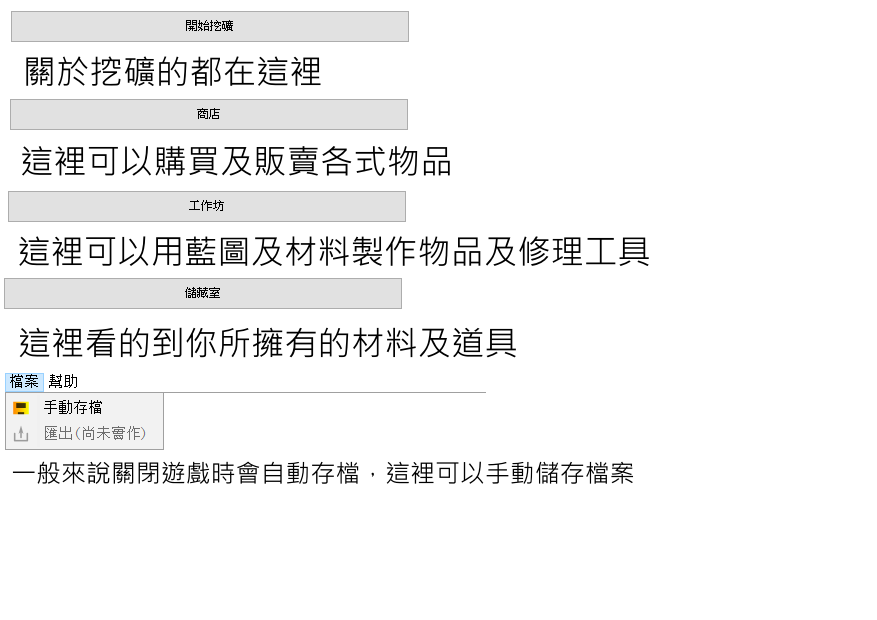 開始挖礦
關於挖礦的都在這裡
商店
這裡可以購買及販賣各式物品
工作坊
這裡可以用藍圖及材料製作物品及修理工具
儲藏室
這裡看的到你所擁有的材料及道具
檔案 幫助
手動存檔
匯出(尚未實作)
一般來說關閉遊戲時會自動存檔，這裡可以手動儲存檔案